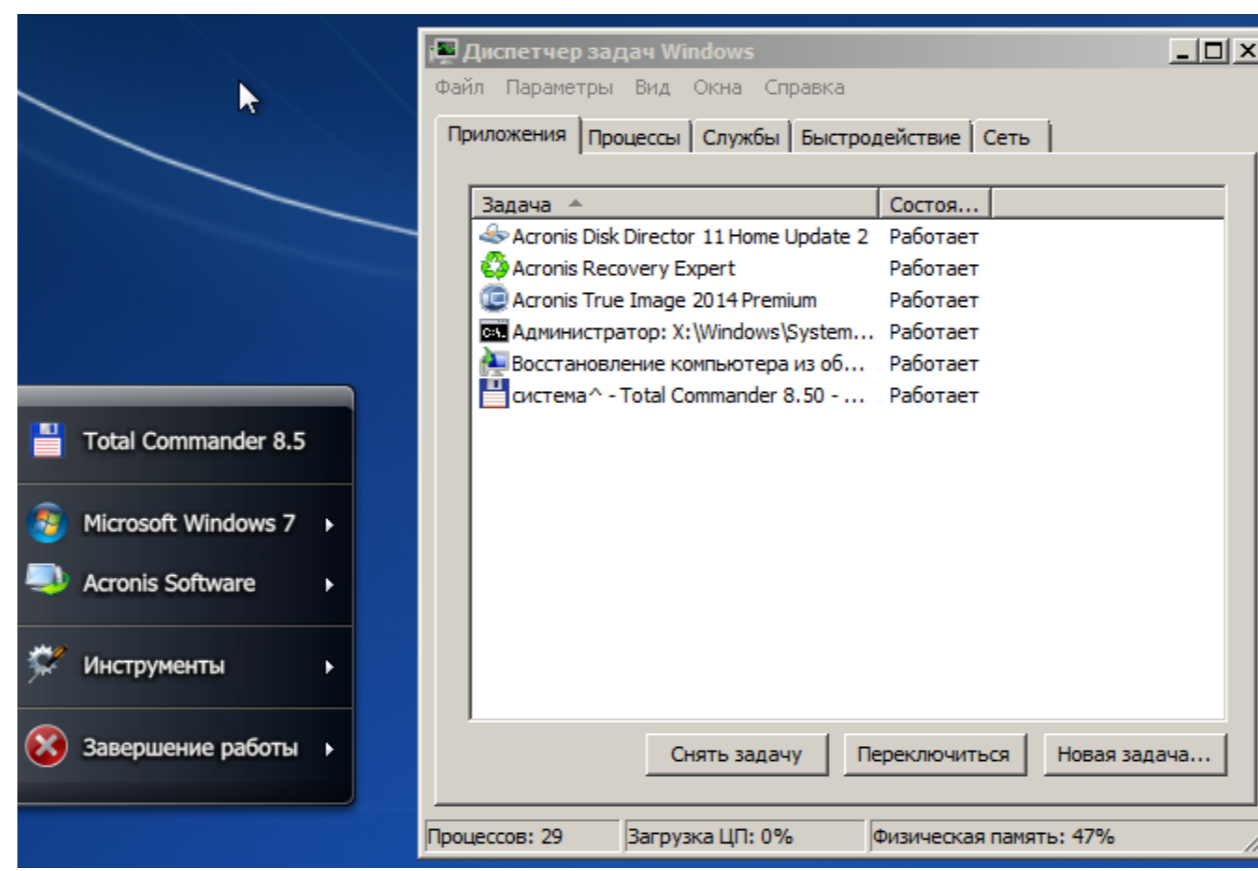 Диспетчер задач Windows
Файл Параметры Вид Окна Справка
Приложения Процессы Службы Быстродействие Сеть
Задача Состоя...
Acronis Disk Director 11 Home Update 2 Работает
Acronis Recovery Expert Работает
Acronis True Image 2014 Premium Работает
C:\. Администратор: X:\Windows\System... Работает
Восстановление компьютера из об... Работает
система^ - Total Commander 8.50 - ... Работает
Снять задачу Переключиться Новая задача...
Процессов: 29 Загрузка ЦП: 0% Физическая память: 47%
Total Commander 8.5
Microsoft Windows 7
Acronis Software
Инструменты
Завершение работы